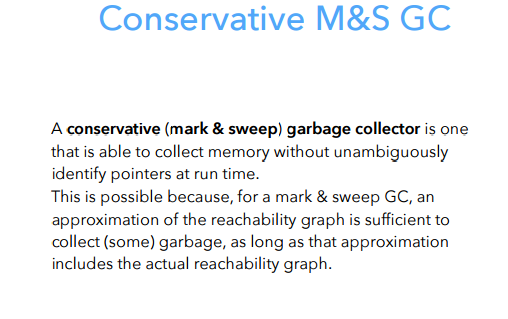 Conservative M&S GC
A conservative (mark & sweep) garbage collector is one
that is able to collect memory without unambiguously
identify pointers at run time.
This is possible because, for a mark & sweep GC, an
approximation of the reachability graph is sufficient to
collect (some) garbage, as long as that approximation
includes the actual reachability graph.